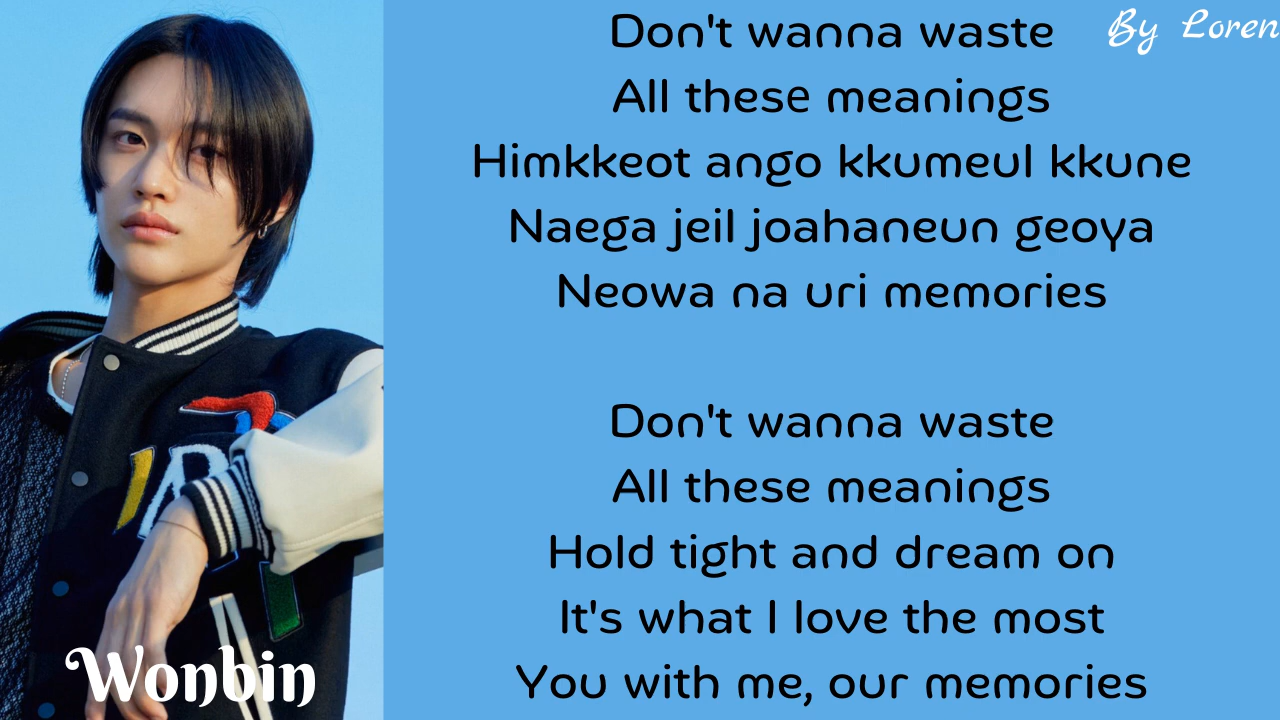 By Loren
Don't wanna waste
All these meanings
Himkkeot ango kkumeul kkune
Naega jeil joahaneun geoya
Neowa na uri memories
Don't wanna waste
All these meanings
Hold tight and dream on
It's what I love the most
You with me, our memories
Wonbin